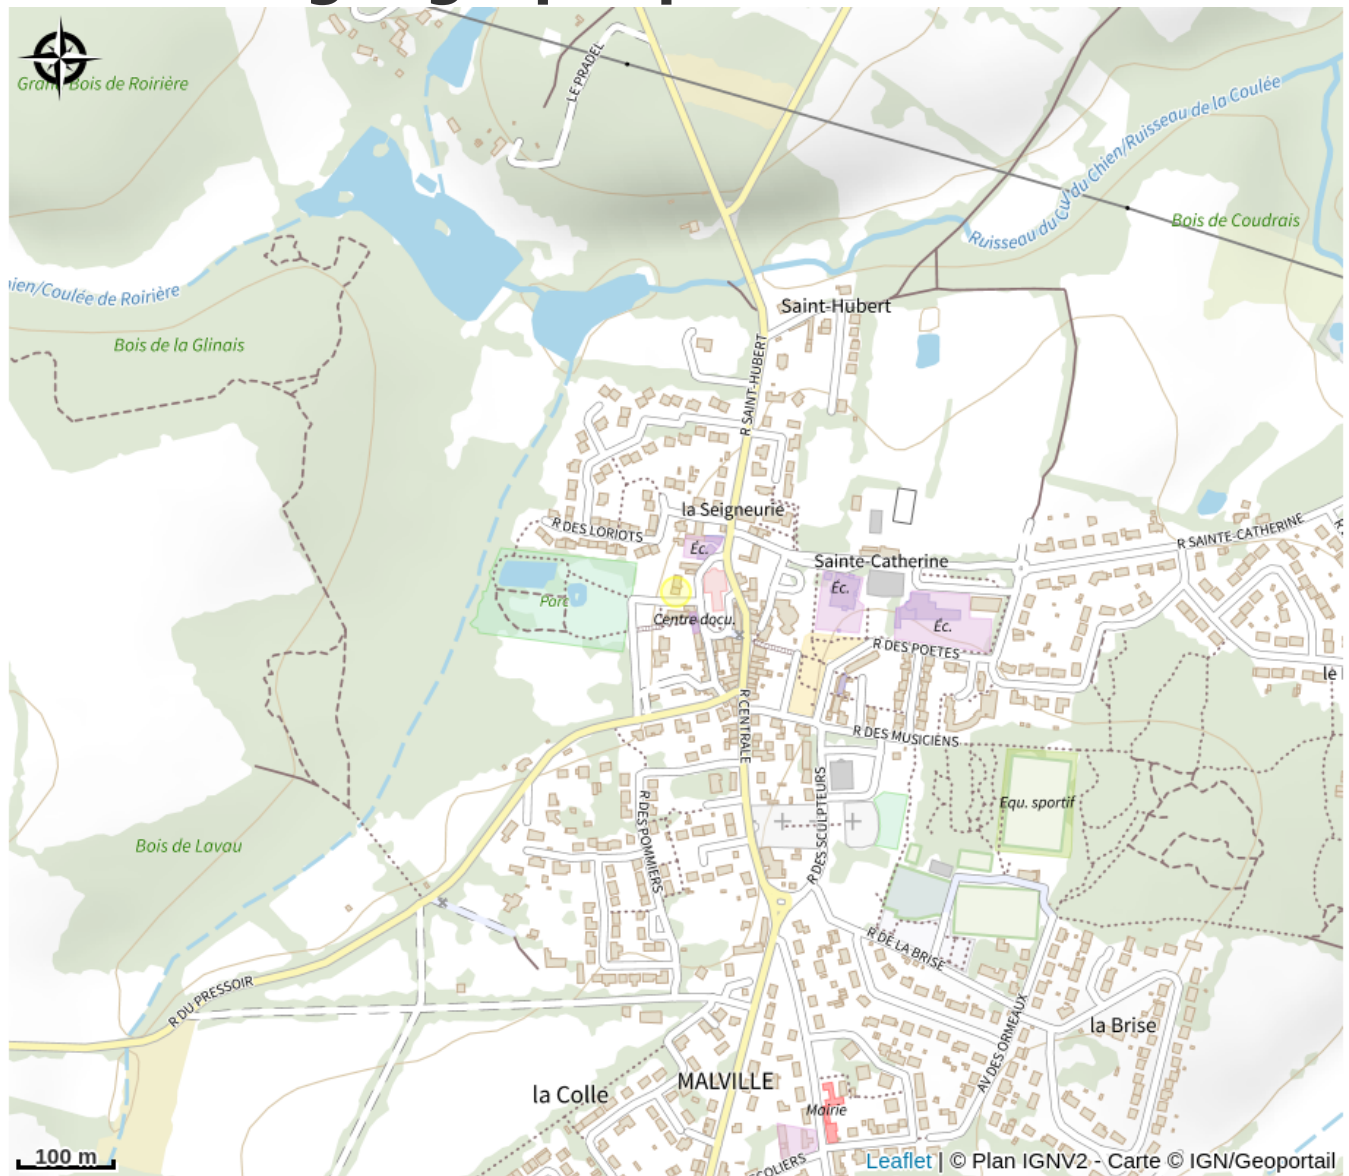 LE PRADEL
Bois de Roirière
Ruisseau du Cul du Chien/Ruisseau de la Coulée
Bois de Coudrais
ien/Coulée de Roirière
Saint-Hubert
Bois de la Glinais
R SAINT-HUBERT
la Seigneurie
R DES LORIOTS
R SAINTE-CATHERINE
Éc.
Sainte-Catherine
Éc.
Parc
Centre docu.
Éc.
R DES POETES
le
R CENTRALE
R DES MUSICIENS
R DES POMMIERS
R DES SCULPTEURS
Equ. sportif
Bois de Lavau
R DE LA BRISE
R DU PRESSOIR
AV DES ORMEAUX
la Brise
MALVILLE
la Colle
Mairie
COLIERS
100 m
Leaflet | © Plan IGNV2 - Carte © IGN/Geoportail